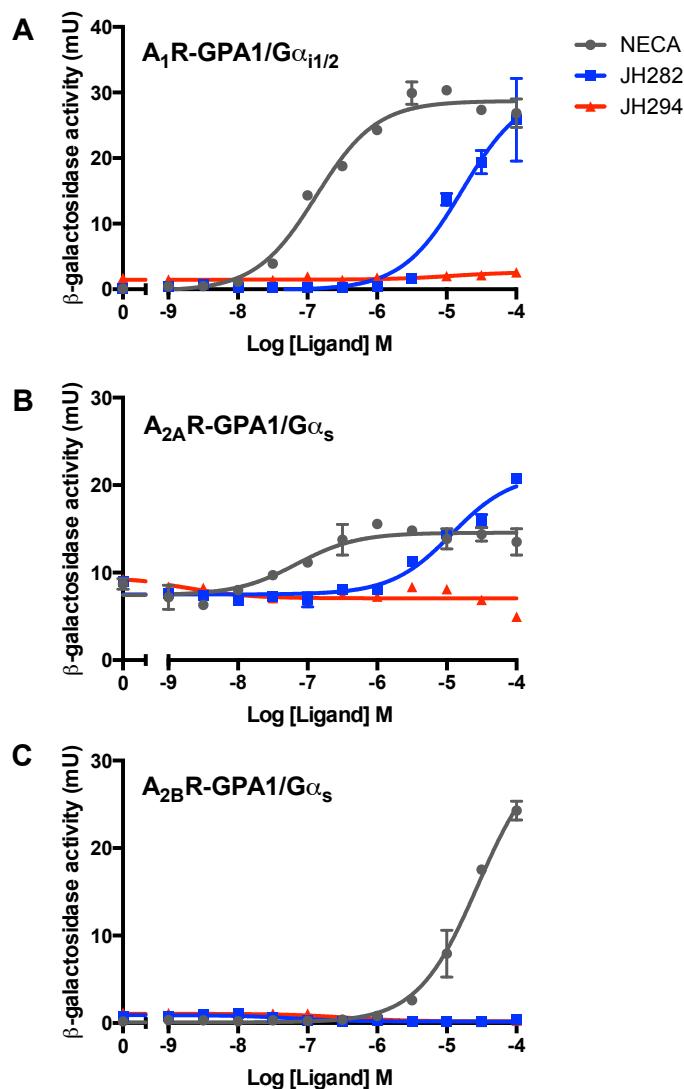 A
A₁R-GPA1/Gαᵢ₁/₂
NECA
JH282
JH294
β-galactosidase activity (mU)
40
30
20
10
0
0 -9 -8 -7 -6 -5 -4
Log [Ligand] M
B
A₂ₐR-GPA1/Gαₛ
β-galactosidase activity (mU)
30
20
10
0
0 -9 -8 -7 -6 -5 -4
Log [Ligand] M
C
A₂BR-GPA1/Gαₛ
β-galactosidase activity (mU)
30
20
10
0
0 -9 -8 -7 -6 -5 -4
Log [Ligand] M